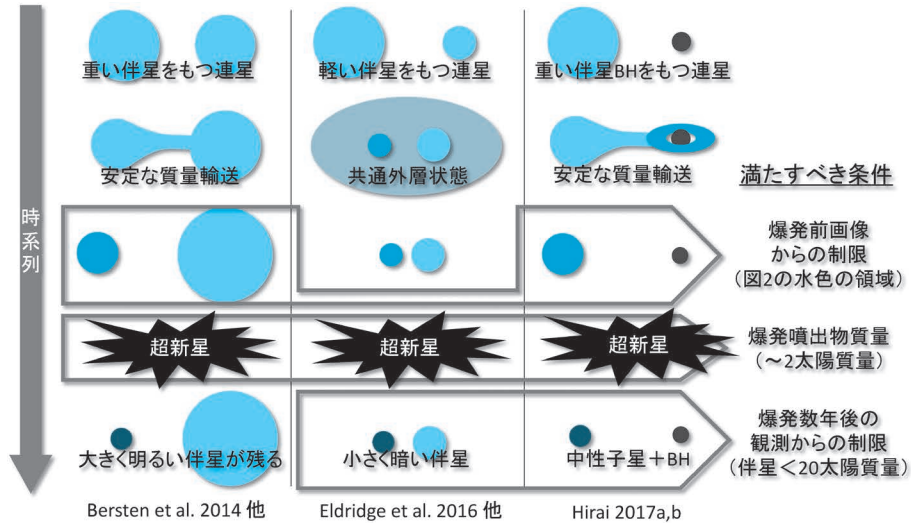 重い伴星をもつ連星
軽い伴星をもつ連星
重い伴星BHをもつ連星
安定な質量輸送
共通外層状態
安定な質量輸送
満たすべき条件
時系列
爆発前画像
からの制限
(図2の水色の領域)
超新星
超新星
超新星
爆発噴出物質量
(~2太陽質量)
大きく明るい伴星が残る
小さく暗い伴星
中性子星+BH
爆発数年後の
観測からの制限
(伴星<20太陽質量)
Bersten et al. 2014 他
Eldridge et al. 2016 他
Hirai 2017a,b